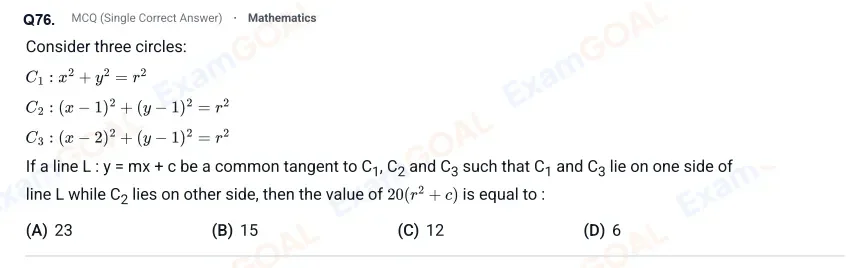 Q76. MCQ (Single Correct Answer) · Mathematics
Consider three circles:
C₁ : x² + y² = r²
C₂ : (x − 1)² + (y − 1)² = r²
C₃ : (x − 2)² + (y − 1)² = r²
If a line L : y = mx + c be a common tangent to C₁, C₂ and C₃ such that C₁ and C₃ lie on one side of
line L while C₂ lies on other side, then the value of 20(r² + c) is equal to :
(A) 23 (B) 15 (C) 12 (D) 6
ExamGOAL
ExamGOAL